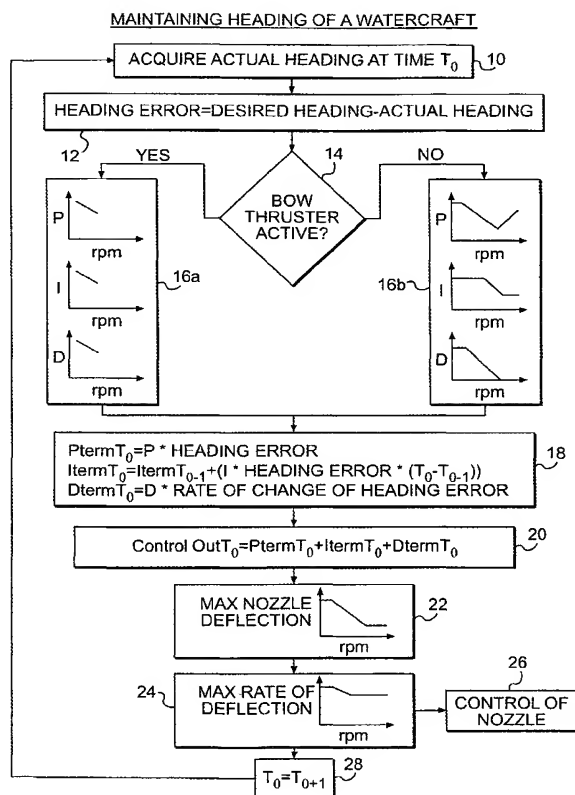 MAINTAINING HEADING OF A WATERCRAFT
ACQUIRE ACTUAL HEADING AT TIME T0
10
HEADING ERROR=DESIRED HEADING-ACTUAL HEADING
12
YES
14
NO
BOW
THRUSTER
ACTIVE?
P
rpm
I
rpm
D
rpm
16a
P
rpm
I
rpm
D
rpm
16b
PtermT0=P * HEADING ERROR
ItermT0=ItermT0-1+(I * HEADING ERROR * (T0-T0-1))
DtermT0=D * RATE OF CHANGE OF HEADING ERROR
18
Control OutT0=PtermT0+ItermT0+DtermT0
20
MAX NOZZLE
DEFLECTION
rpm
22
24
MAX RATE OF
DEFLECTION
rpm
26
CONTROL OF
NOZZLE
T0=T0+1
28